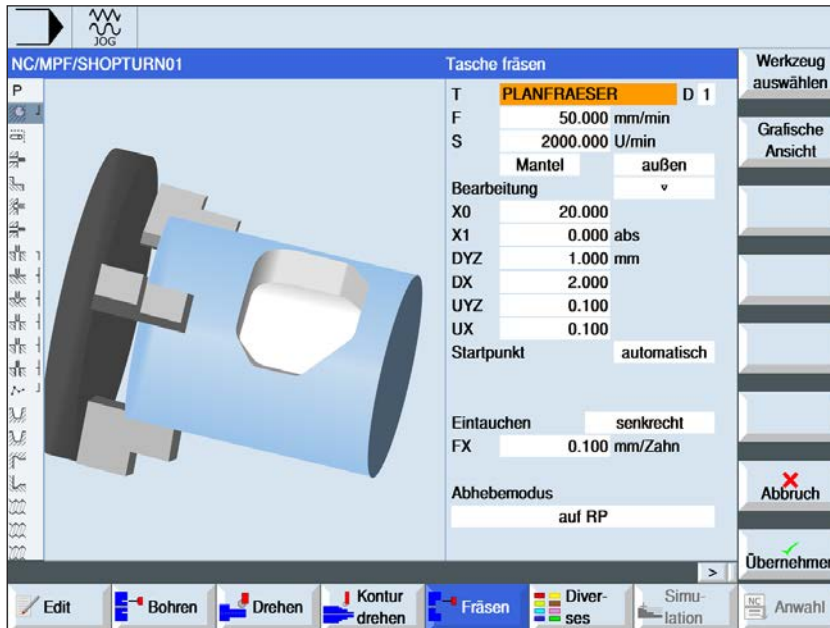 JOG
NC/MPF/SHOPTURN01
Tasche fräsen
P
T PLANFRAESER D 1
F 50.000 mm/min
S 2000.000 U/min
Mantel außen
Bearbeitung ▿
X0 20.000
X1 0.000 abs
DYZ 1.000 mm
DX 2.000
UYZ 0.100
UX 0.100
Startpunkt automatisch
Eintauchen senkrecht
FX 0.100 mm/Zahn
Abhebemodus
auf RP
>
Werkzeug
auswählen
Grafische
Ansicht
Abbruch
Übernehmen
Edit
Bohren
Drehen
Kontur
drehen
Fräsen
Diver-
ses
Simu-
lation
NC
Anwahl